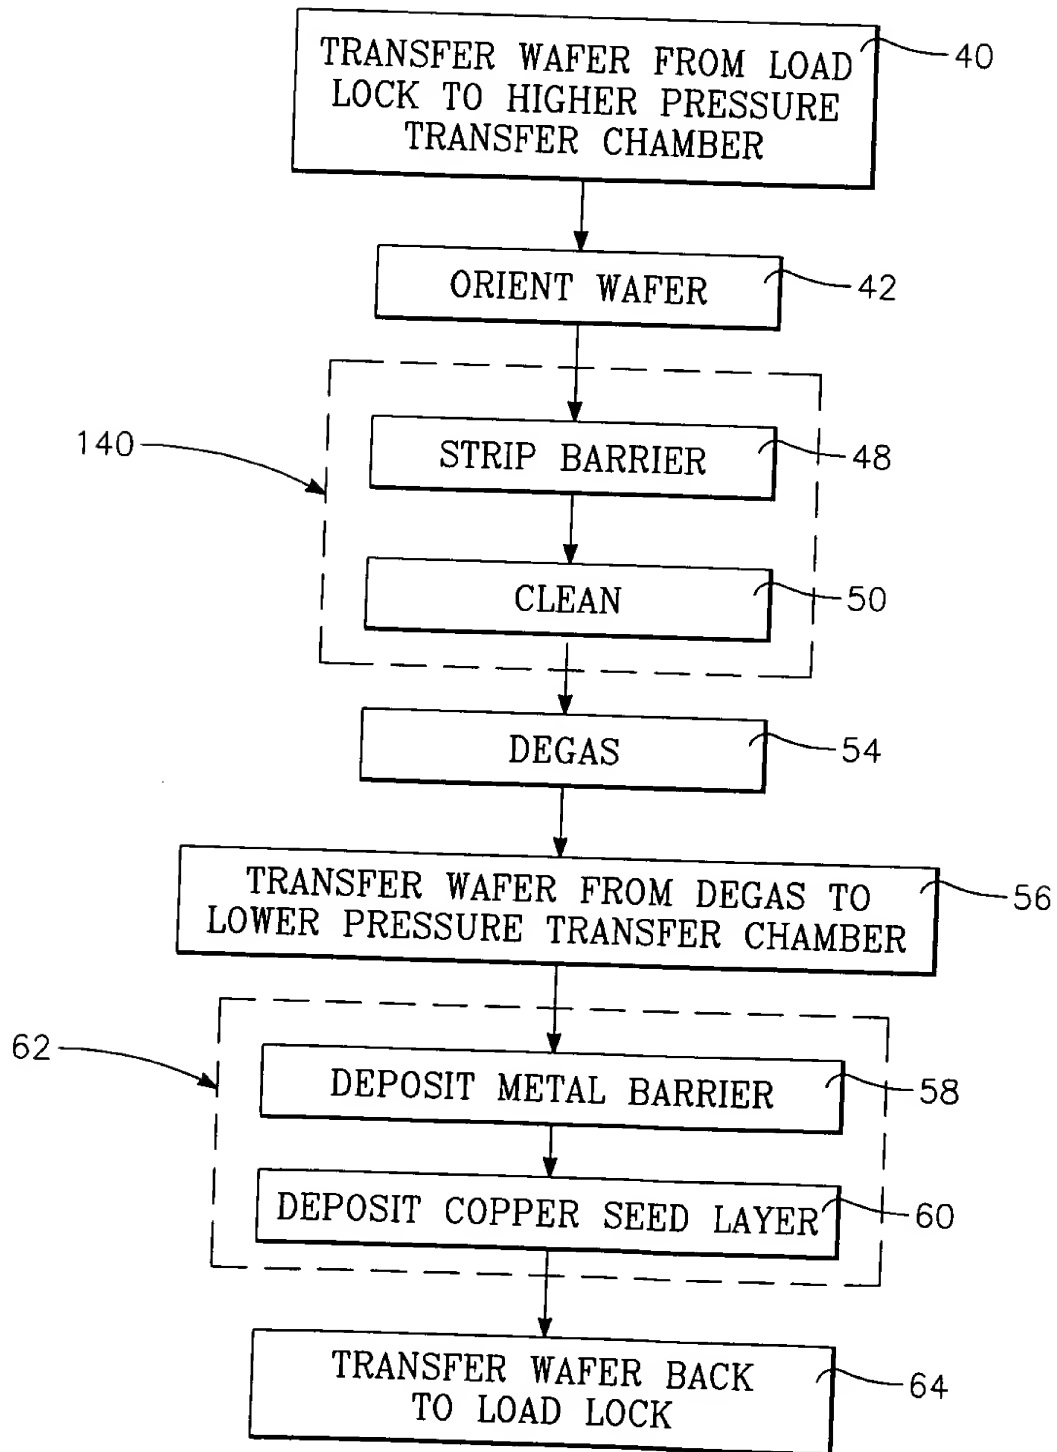 TRANSFER WAFER FROM LOAD
LOCK TO HIGHER PRESSURE
TRANSFER CHAMBER
40
ORIENT WAFER
42
140
STRIP BARRIER
48
CLEAN
50
DEGAS
54
TRANSFER WAFER FROM DEGAS TO
LOWER PRESSURE TRANSFER CHAMBER
56
62
DEPOSIT METAL BARRIER
58
DEPOSIT COPPER SEED LAYER
60
TRANSFER WAFER BACK
TO LOAD LOCK
64